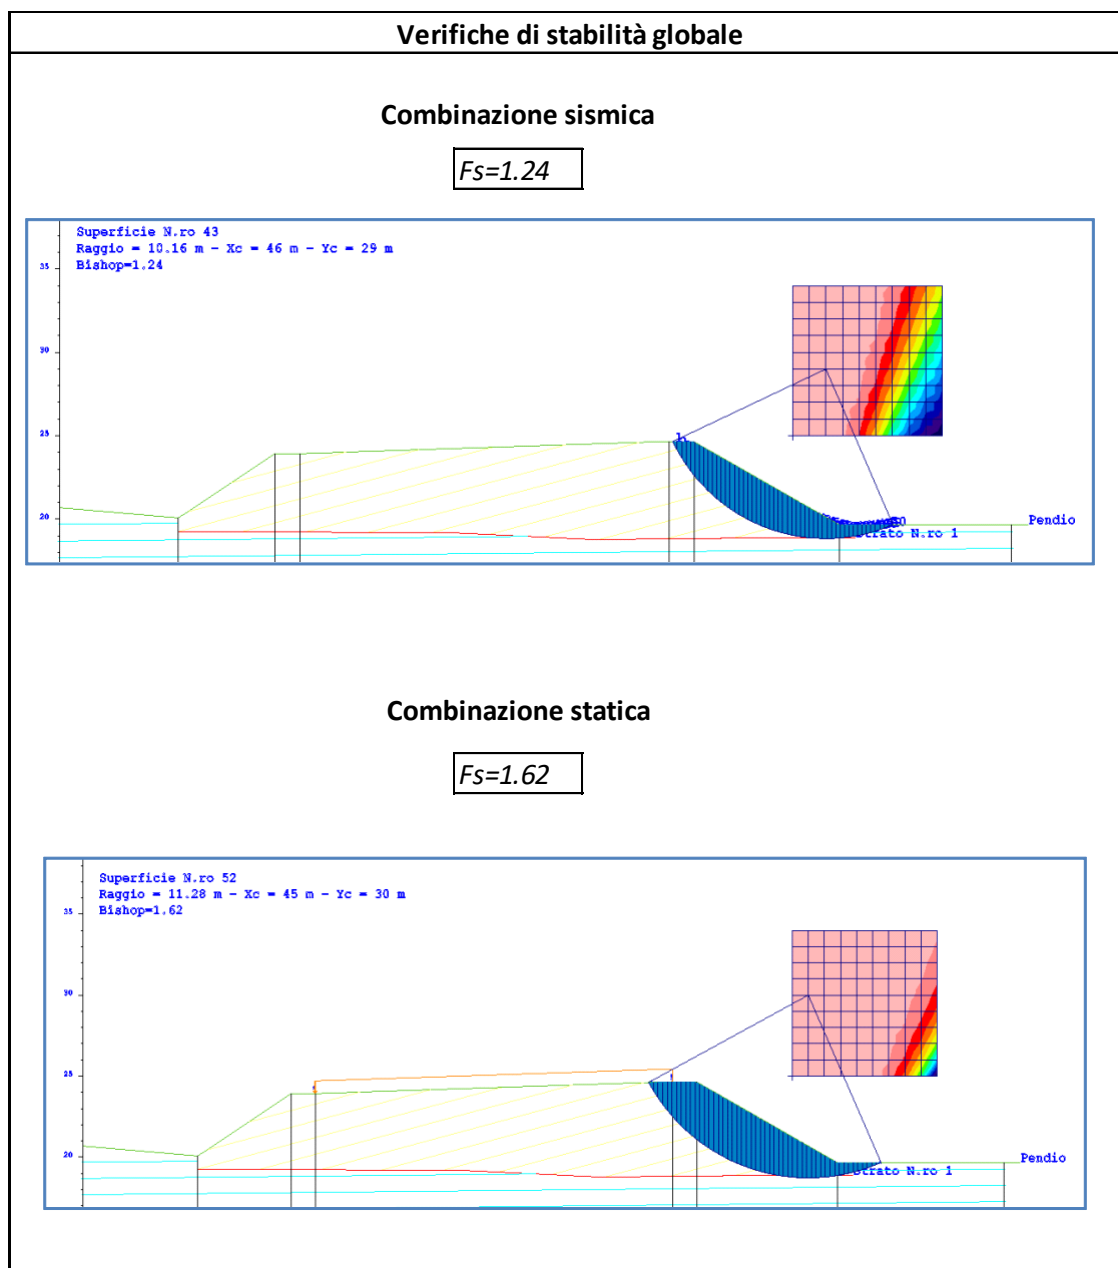 Verifiche di stabilità globale
Combinazione sismica
Fs=1.24
Superficie N.ro 43
Raggio = 10.16 m - Xc = 46 m - Yc = 29 m
Bishop=1.24
35
30
25
20
Pendio
Strato N.ro 1
Combinazione statica
Fs=1.62
Superficie N.ro 52
Raggio = 11.28 m - Xc = 45 m - Yc = 30 m
Bishop=1.62
35
30
25
20
Pendio
Strato N.ro 1